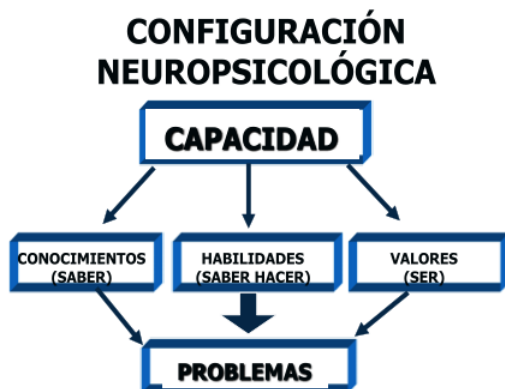 CONFIGURACIÓN
NEUROPSICOLÓGICA
CAPACIDAD
CONOCIMIENTOS
(SABER)
HABILIDADES
(SABER HACER)
VALORES
(SER)
PROBLEMAS